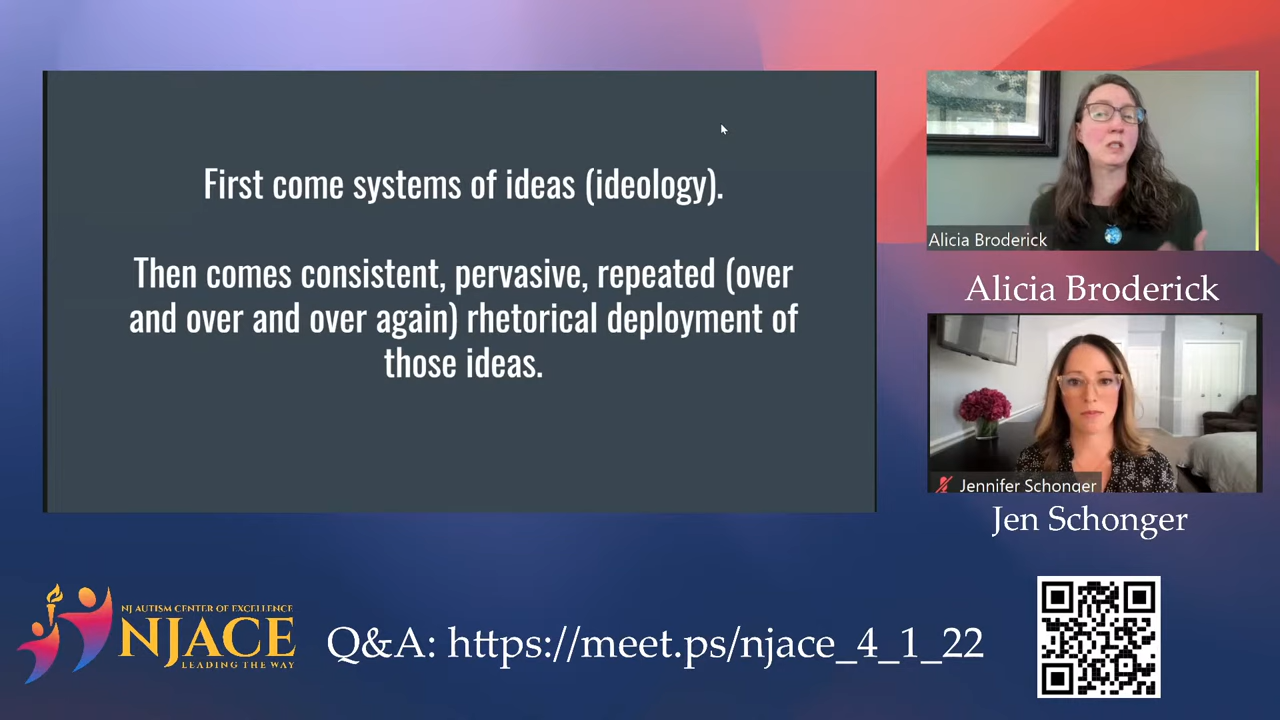 First come systems of ideas (ideology).
Then comes consistent, pervasive, repeated (over
and over and over again) rhetorical deployment of
those ideas.
Alicia Broderick
Alicia Broderick
Jennifer Schonger
Jen Schonger
NJ AUTISM CENTER OF EXCELLENCE
NJACE
LEADING THE WAY
Q&A: https://meet.ps/njace_4_1_22